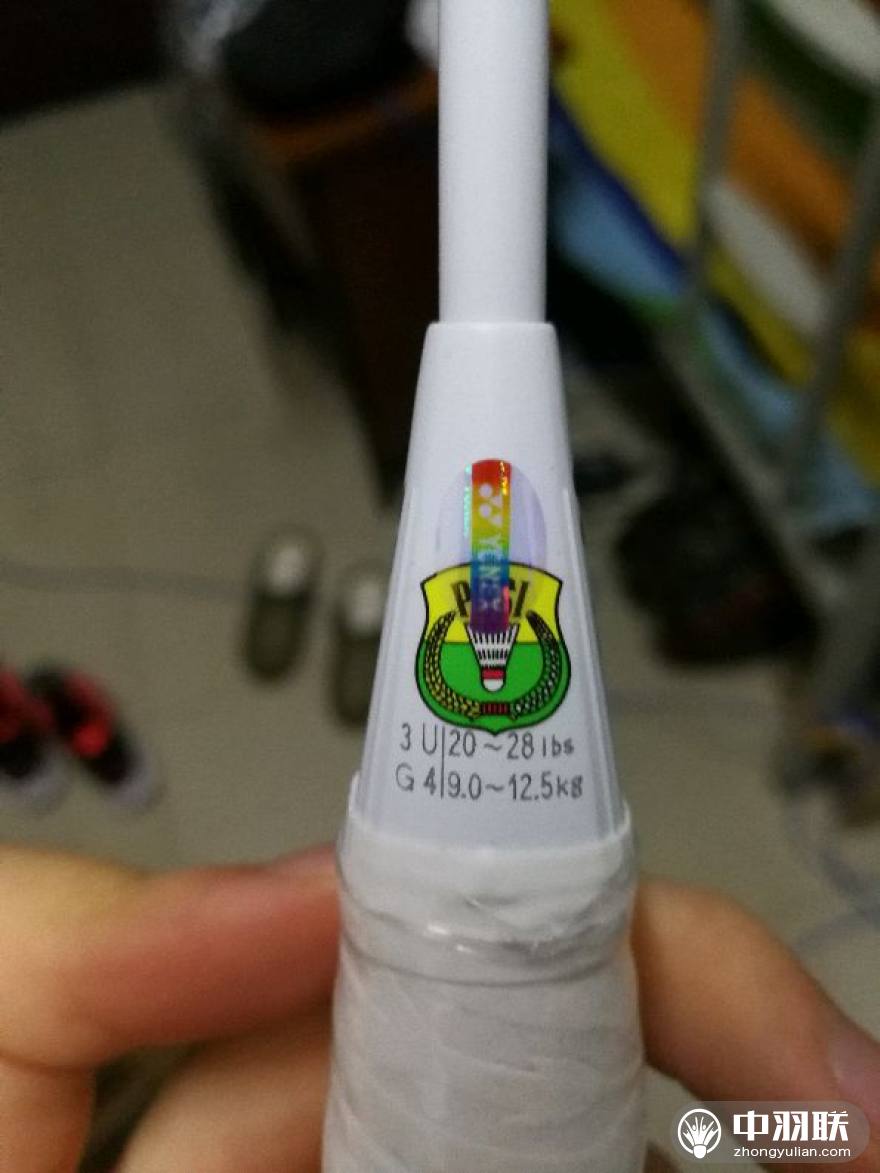 YONEX
PBSI
3 U 20~28 lbs
G 4 9.0~12.5kg
中羽联
zhongyulian.com